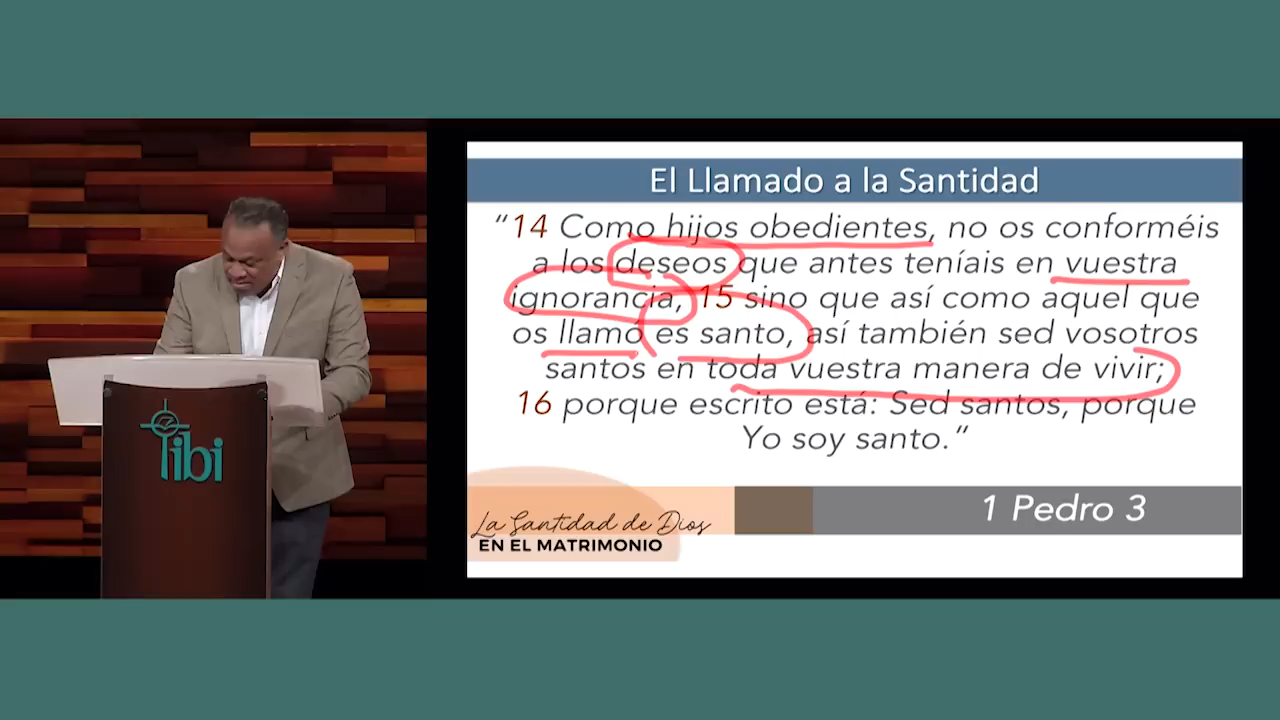 ibi
El Llamado a la Santidad
“14 Como hijos obedientes, no os conforméis
a los deseos que antes teníais en vuestra
ignorancia, 15 sino que así como aquel que
os llamó es santo, así también sed vosotros
santos en toda vuestra manera de vivir;
16 porque escrito está: Sed santos, porque
Yo soy santo.”
1 Pedro 3
La Santidad de Dios
EN EL MATRIMONIO